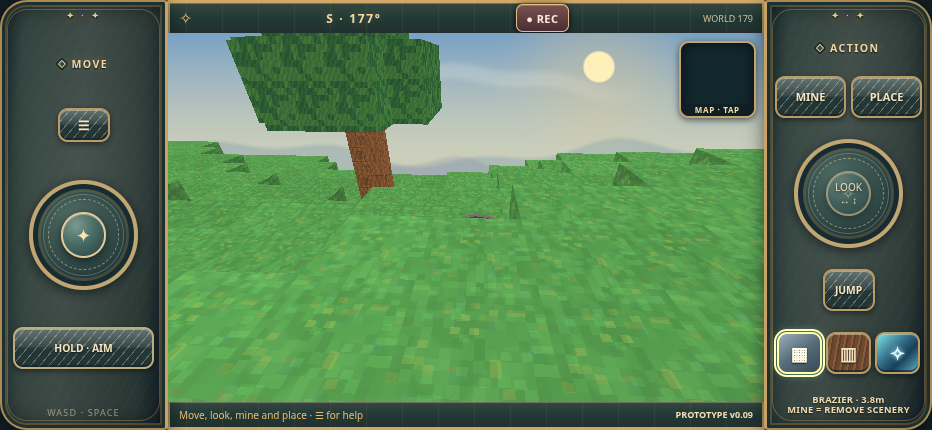 MOVE
☰
HOLD · AIM
WASD · SPACE
S · 177°
● REC
WORLD 179
MAP · TAP
Move, look, mine and place · ☰ for help
PROTOTYPE v0.09
ACTION
MINE
PLACE
LOOK
↔ ↕
JUMP
BRAZIER · 3.8m
MINE = REMOVE SCENERY